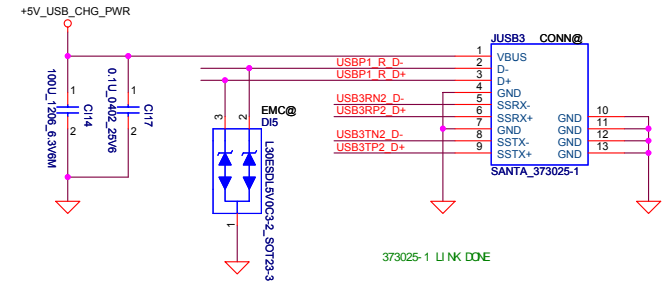 +5V_USB_CHG_PWR
JUSB3 CONN@
1 VBUS
USBP1_R_D- 2 D-
USBP1_R_D+ 3 D+
4 GND
USB3RN2_D- 5 SSRX-
USB3RP2_D+ 6 SSRX+ GND 10
7 GND GND 11
USB3TN2_D- 8 SSTX- GND 12
USB3TP2_D+ 9 SSTX+ GND 13
SANTA_373025-1
1
2
CI14
100U_1206_6.3V6M
1
2
CI17
0.1U_0402_25V6
EMC@
DI5
3
2
1
L30ESDL5V0C3-2_SOT23-3
373025-1 LINK DONE